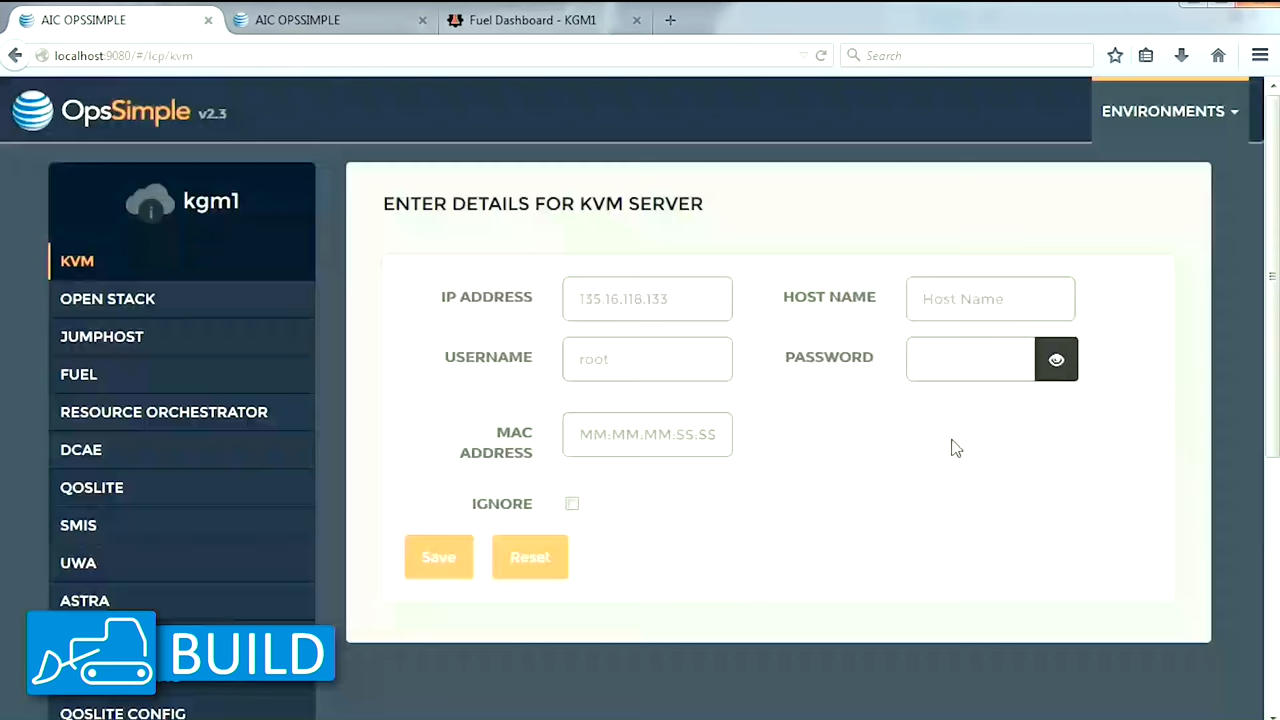 AIC OPSSIMPLE
AIC OPSSIMPLE
Fuel Dashboard - KGM1
localhost:9080/#/lcp/kvm
Search
OpsSimple v2.3
ENVIRONMENTS
kgm1
KVM
OPEN STACK
JUMPHOST
FUEL
RESOURCE ORCHESTRATOR
DCAE
QOSLITE
SMIS
UWA
ASTRA
QOSLITE CONFIG
ENTER DETAILS FOR KVM SERVER
IP ADDRESS
135.16.118.133
HOST NAME
Host Name
USERNAME
root
PASSWORD
MAC
ADDRESS
MM:MM:MM:SS:SS
IGNORE
Save
Reset
BUILD